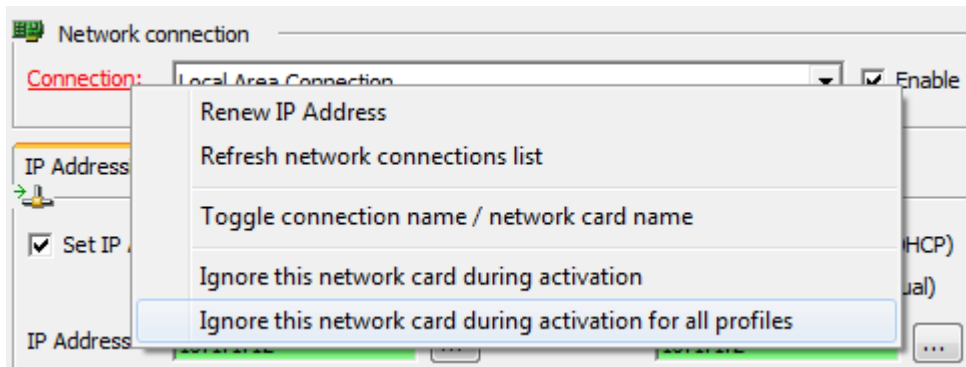 Network connection
Connection: Local Area Connection Enable
Renew IP Address
Refresh network connections list
IP Address
Toggle connection name / network card name
Set IP HCP)
Ignore this network card during activation
ual)
Ignore this network card during activation for all profiles
IP Address ... ...